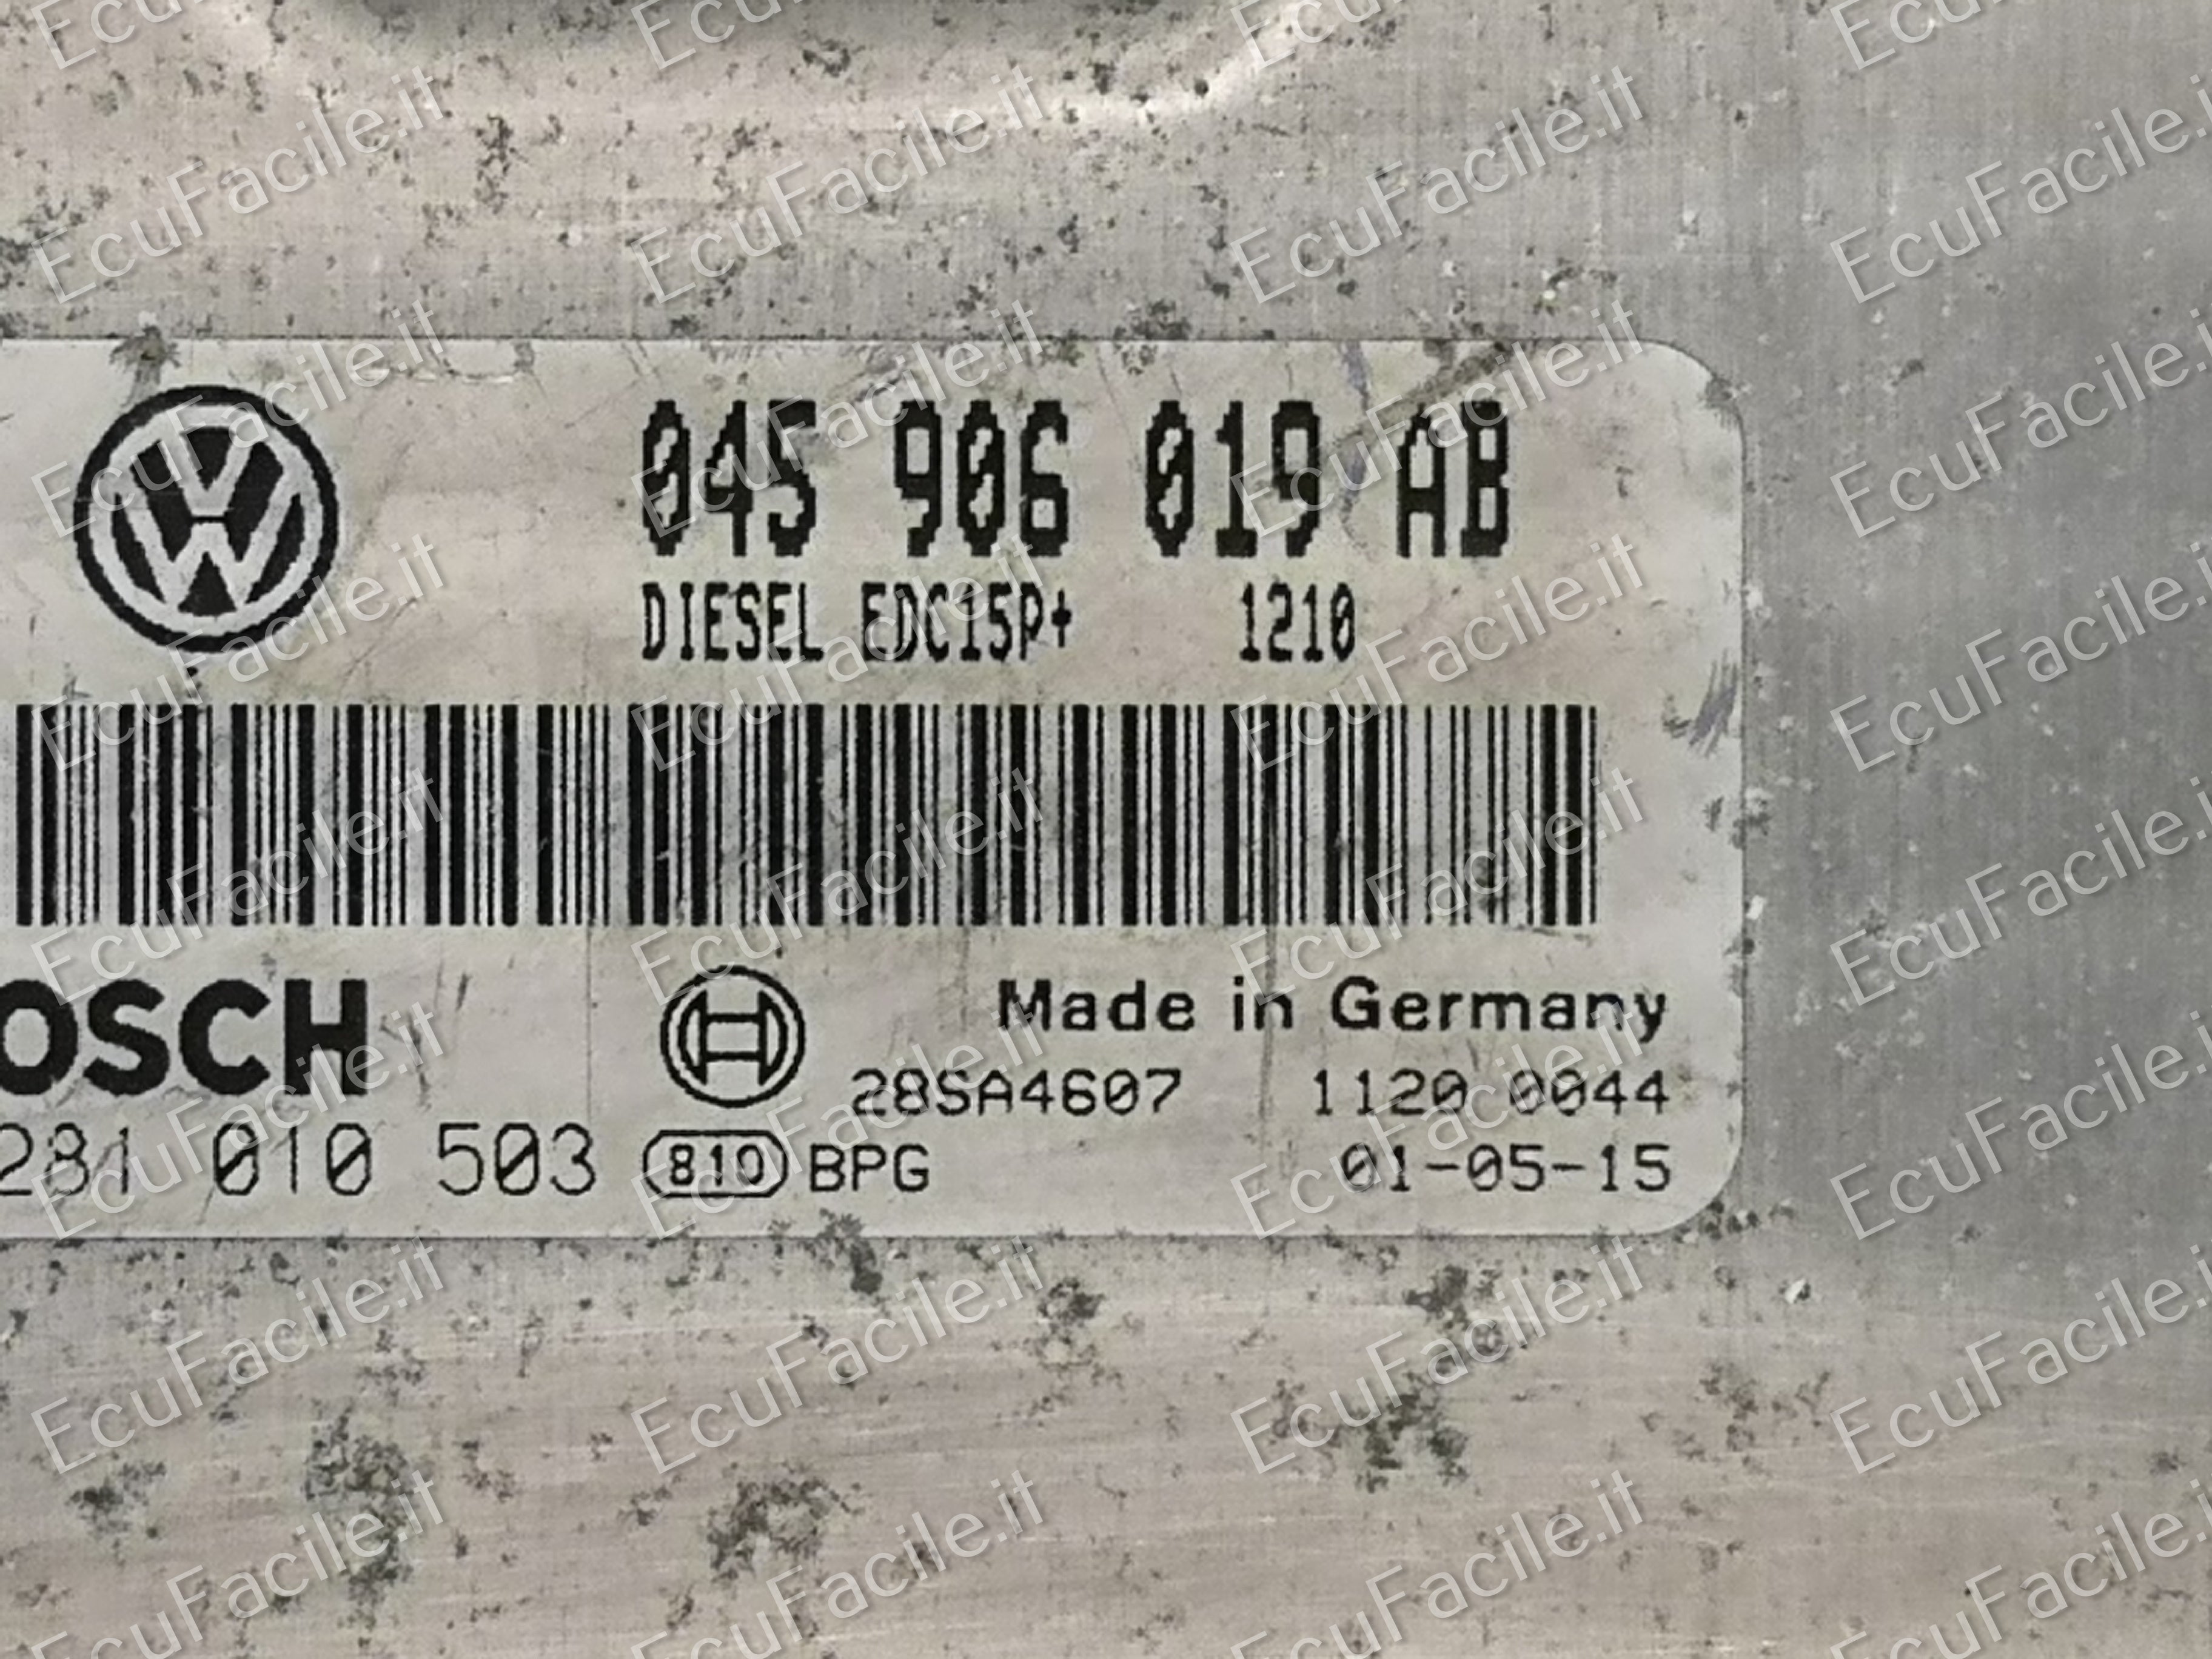 045 906 019 AB
DIESEL EDC15P+ 1210
OSCH
Made in Germany
28SA4607 1120 0044
281 010 503 810 BPG 01-05-15
EcuFacile.it